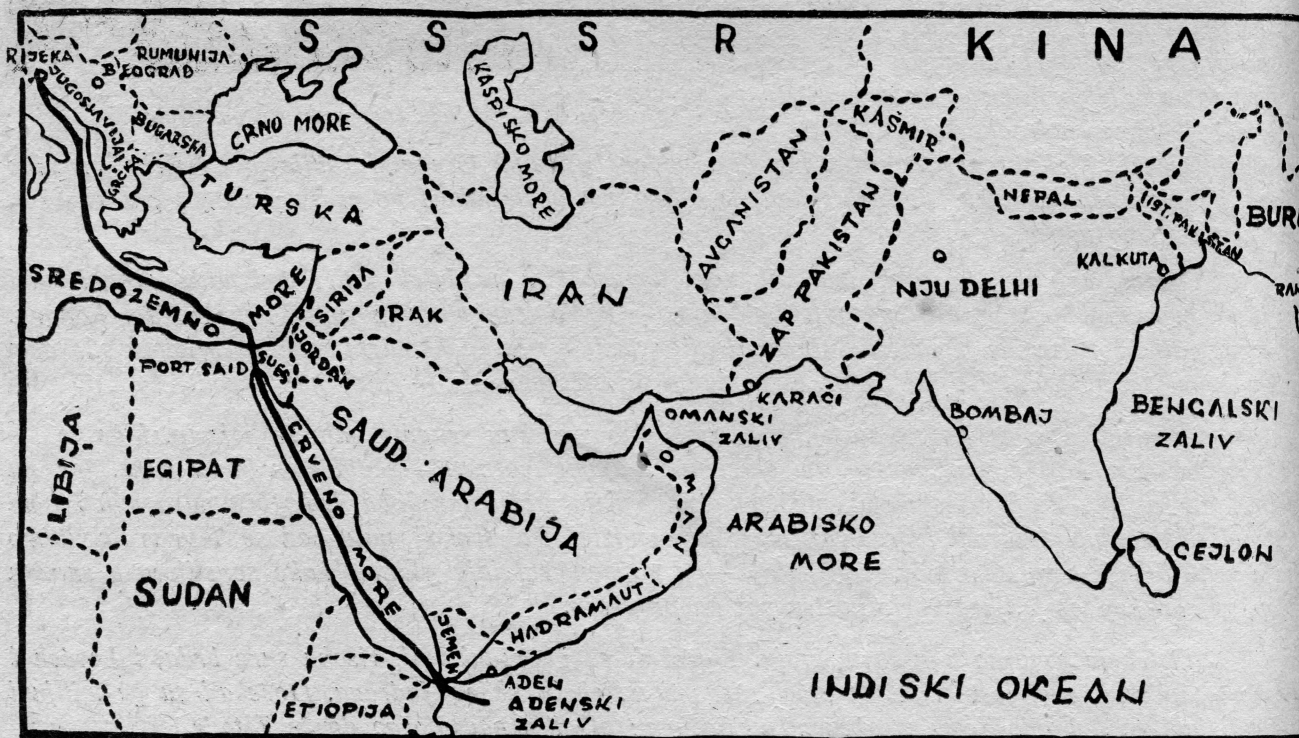 S S S R
KINA
RIJEKA
RUMUNIJA
BEOGRAD
JUGOSLAVIJA
BUGARSKA
GRČKA
CRNO MORE
KASPISKO MORE
KAŠMIR
TURSKA
AVGANISTAN
ZAP PAKISTAN
NEPAL
IST. PAKISTAN
BUR
KALKUTA
NJU DELHI
SREDOZEMNO MORE
SIRIJA
IRAK
IRAN
JORDAN
PORT SAID
SUES
KARAČI
OMANSKI
ZALIV
BOMBAJ
BENGALSKI
ZALIV
LIBIJA
EGIPAT
SAUD. ARABIJA
CRVENO MORE
OMAN
ARABISKO
MORE
CEJLON
SUDAN
JEMEN
HADRAMAUT
ADEN
ADENSKI
ZALIV
ETIOPIJA
INDISKI OKEAN